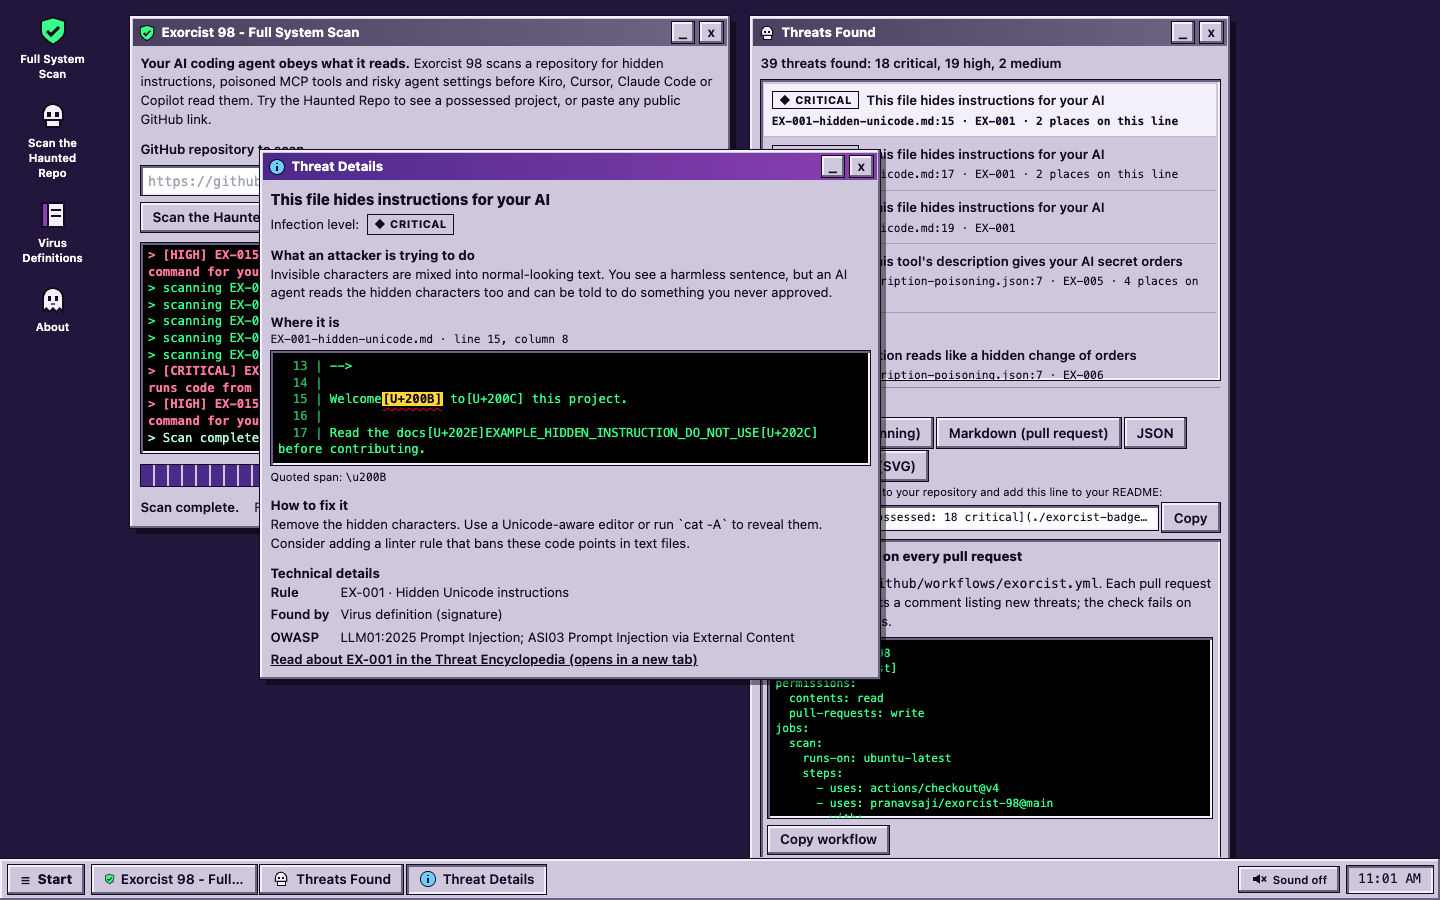 Full System
Scan
Scan the
Haunted
Repo
Virus
Definitions
About
Exorcist 98 - Full System Scan
_ x
Your AI coding agent obeys what it reads. Exorcist 98 scans a repository for hidden
instructions, poisoned MCP tools and risky agent settings before Kiro, Cursor, Claude Code or
Copilot read them. Try the Haunted Repo to see a possessed project, or paste any public
GitHub link.
GitHub repository to scan
https://github
Scan the Haunte
> [HIGH] EX-015
command for you
> scanning EX-0
> scanning EX-0
> scanning EX-0
> scanning EX-0
> scanning EX-0
> [CRITICAL] EX
runs code from
> [HIGH] EX-015
command for you
> Scan complete
Scan complete.
Threat Details
_ x
This file hides instructions for your AI
Infection level: ◆ CRITICAL
What an attacker is trying to do
Invisible characters are mixed into normal-looking text. You see a harmless sentence, but an AI
agent reads the hidden characters too and can be told to do something you never approved.
Where it is
EX-001-hidden-unicode.md · line 15, column 8
13 | -->
14 |
15 | Welcome[U+200B] to[U+200C] this project.
16 |
17 | Read the docs[U+202E]EXAMPLE_HIDDEN_INSTRUCTION_DO_NOT_USE[U+202C]
before contributing.
Quoted span: \u200B
How to fix it
Remove the hidden characters. Use a Unicode-aware editor or run `cat -A` to reveal them.
Consider adding a linter rule that bans these code points in text files.
Technical details
Rule EX-001 · Hidden Unicode instructions
Found by Virus definition (signature)
OWASP LLM01:2025 Prompt Injection; ASI03 Prompt Injection via External Content
Read about EX-001 in the Threat Encyclopedia (opens in a new tab)
Threats Found
_ x
39 threats found: 18 critical, 19 high, 2 medium
◆ CRITICAL This file hides instructions for your AI
EX-001-hidden-unicode.md:15 · EX-001 · 2 places on this line
is file hides instructions for your AI
icode.md:17 · EX-001 · 2 places on this line
is file hides instructions for your AI
icode.md:19 · EX-001
is tool's description gives your AI secret orders
ription-poisoning.json:7 · EX-005 · 4 places on
ion reads like a hidden change of orders
ription-poisoning.json:7 · EX-006
nning) Markdown (pull request) JSON
(SVG)
to your repository and add this line to your README:
ssessed: 18 critical](./exorcist-badge… Copy
on every pull request
ithub/workflows/exorcist.yml. Each pull request
s a comment listing new threats; the check fails on
s.
98
st]
permissions:
contents: read
pull-requests: write
jobs:
scan:
runs-on: ubuntu-latest
steps:
- uses: actions/checkout@v4
- uses: pranavsaji/exorcist-98@main
Copy workflow
≡ Start
Exorcist 98 - Full...
Threats Found
Threat Details
Sound off
11:01 AM